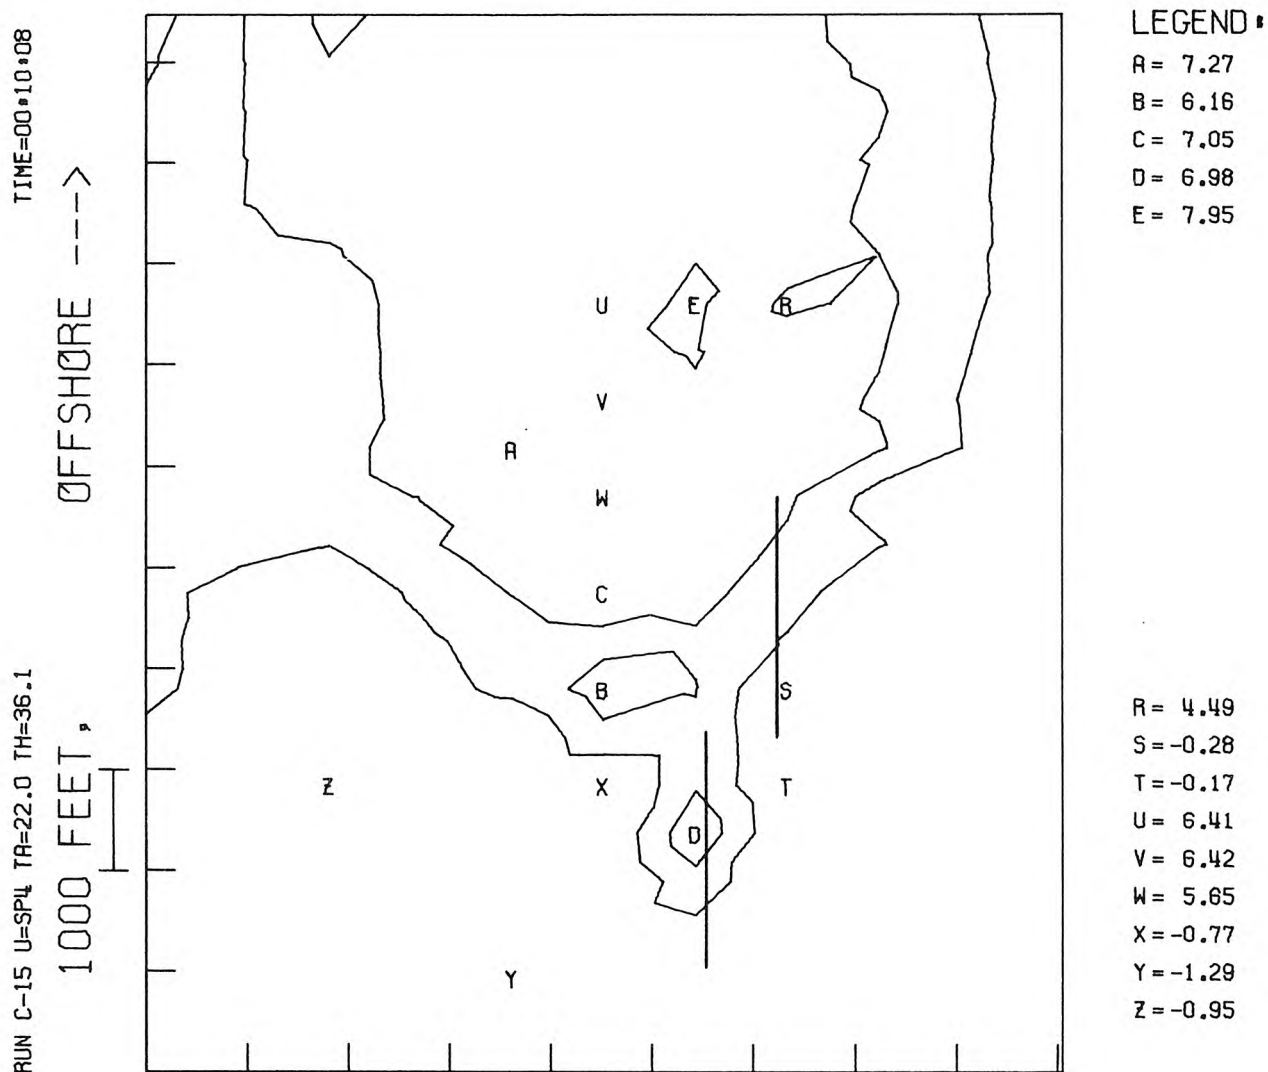 TIME=00:10:08
OFFSHORE --->
1000 FEET,
RUN C-15 U=SP4 TA=22.0 TH=36.1
U
E
R
V
A
W
C
B
S
Z
X
T
D
Y
LEGEND:
A= 7.27
B= 6.16
C= 7.05
D= 6.98
E= 7.95
R= 4.49
S=-0.28
T=-0.17
U= 6.41
V= 6.42
W= 5.65
X=-0.77
Y=-1.29
Z=-0.95